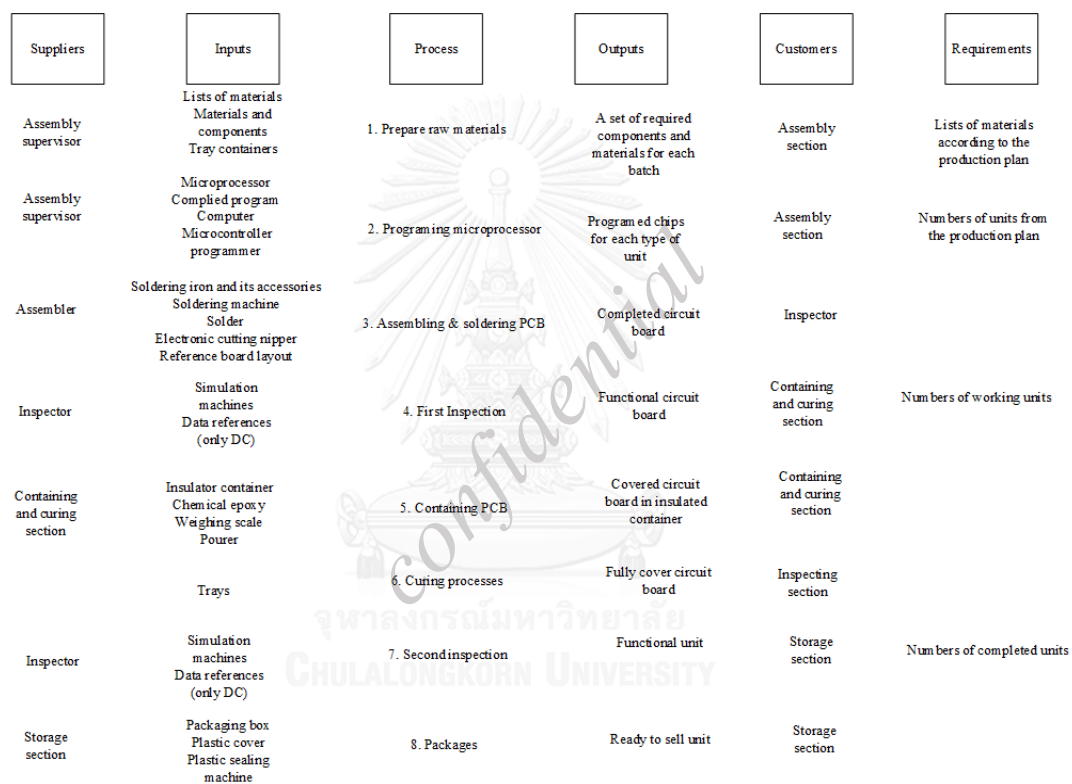 Suppliers
Inputs
Process
Outputs
Customers
Requirements
Assembly
supervisor
Lists of materials
Materials and
components
Tray containers
1. Prepare raw materials
A set of required
components and
materials for each
batch
Assembly
section
Lists of materials
according to the
production plan
Assembly
supervisor
Microprocessor
Complied program
Computer
Microcontroller
programmer
2. Programing microprocessor
Programed chips
for each type of
unit
Assembly
section
Numbers of units from
the production plan
Assembler
Soldering iron and its accessories
Soldering machine
Solder
Electronic cutting nipper
Reference board layout
3. Assembling & soldering PCB
Completed circuit
board
Inspector
Inspector
Simulation
machines
Data references
(only DC)
4. First Inspection
Functional circuit
board
Containing
and curing
section
Numbers of working units
Containing
and curing
section
Insulator container
Chemical epoxy
Weighing scale
Pourer
5. Containing PCB
Covered circuit
board in insulated
container
Containing
and curing
section
Trays
6. Curing processes
Fully cover circuit
board
Inspecting
section
Inspector
Simulation
machines
Data references
(only DC)
7. Second inspection
Functional unit
Storage
section
Numbers of completed units
Storage
section
Packaging box
Plastic cover
Plastic sealing
machine
8. Packages
Ready to sell unit
Storage
section
confidential
จุฬาลงกรณ์มหาวิทยาลัย
CHULALONGKORN UNIVERSITY